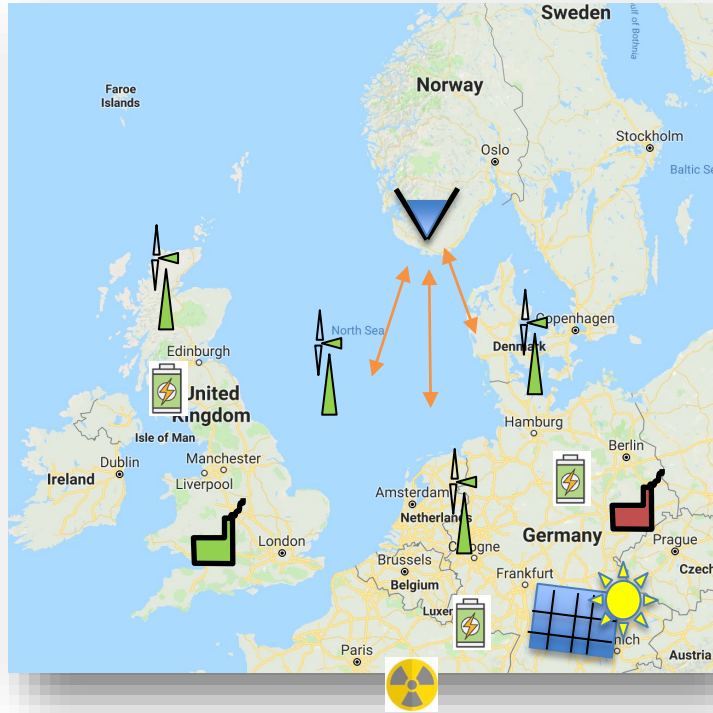 Sweden
Gulf of Bothnia
Norway
Faroe
Islands
Stockholm
Oslo
Baltic Se
North Sea
Copenhagen
Denmark
Edinburgh
United
Kingdom
Isle of Man
Hamburg
Manchester
Dublin
Liverpool
Ireland
Berlin
Amsterdam
Netherlands
London
Germany
Prague
Brussels
Cologne
Belgium
Czech
Frankfurt
Luxem
Paris
nich
Austria